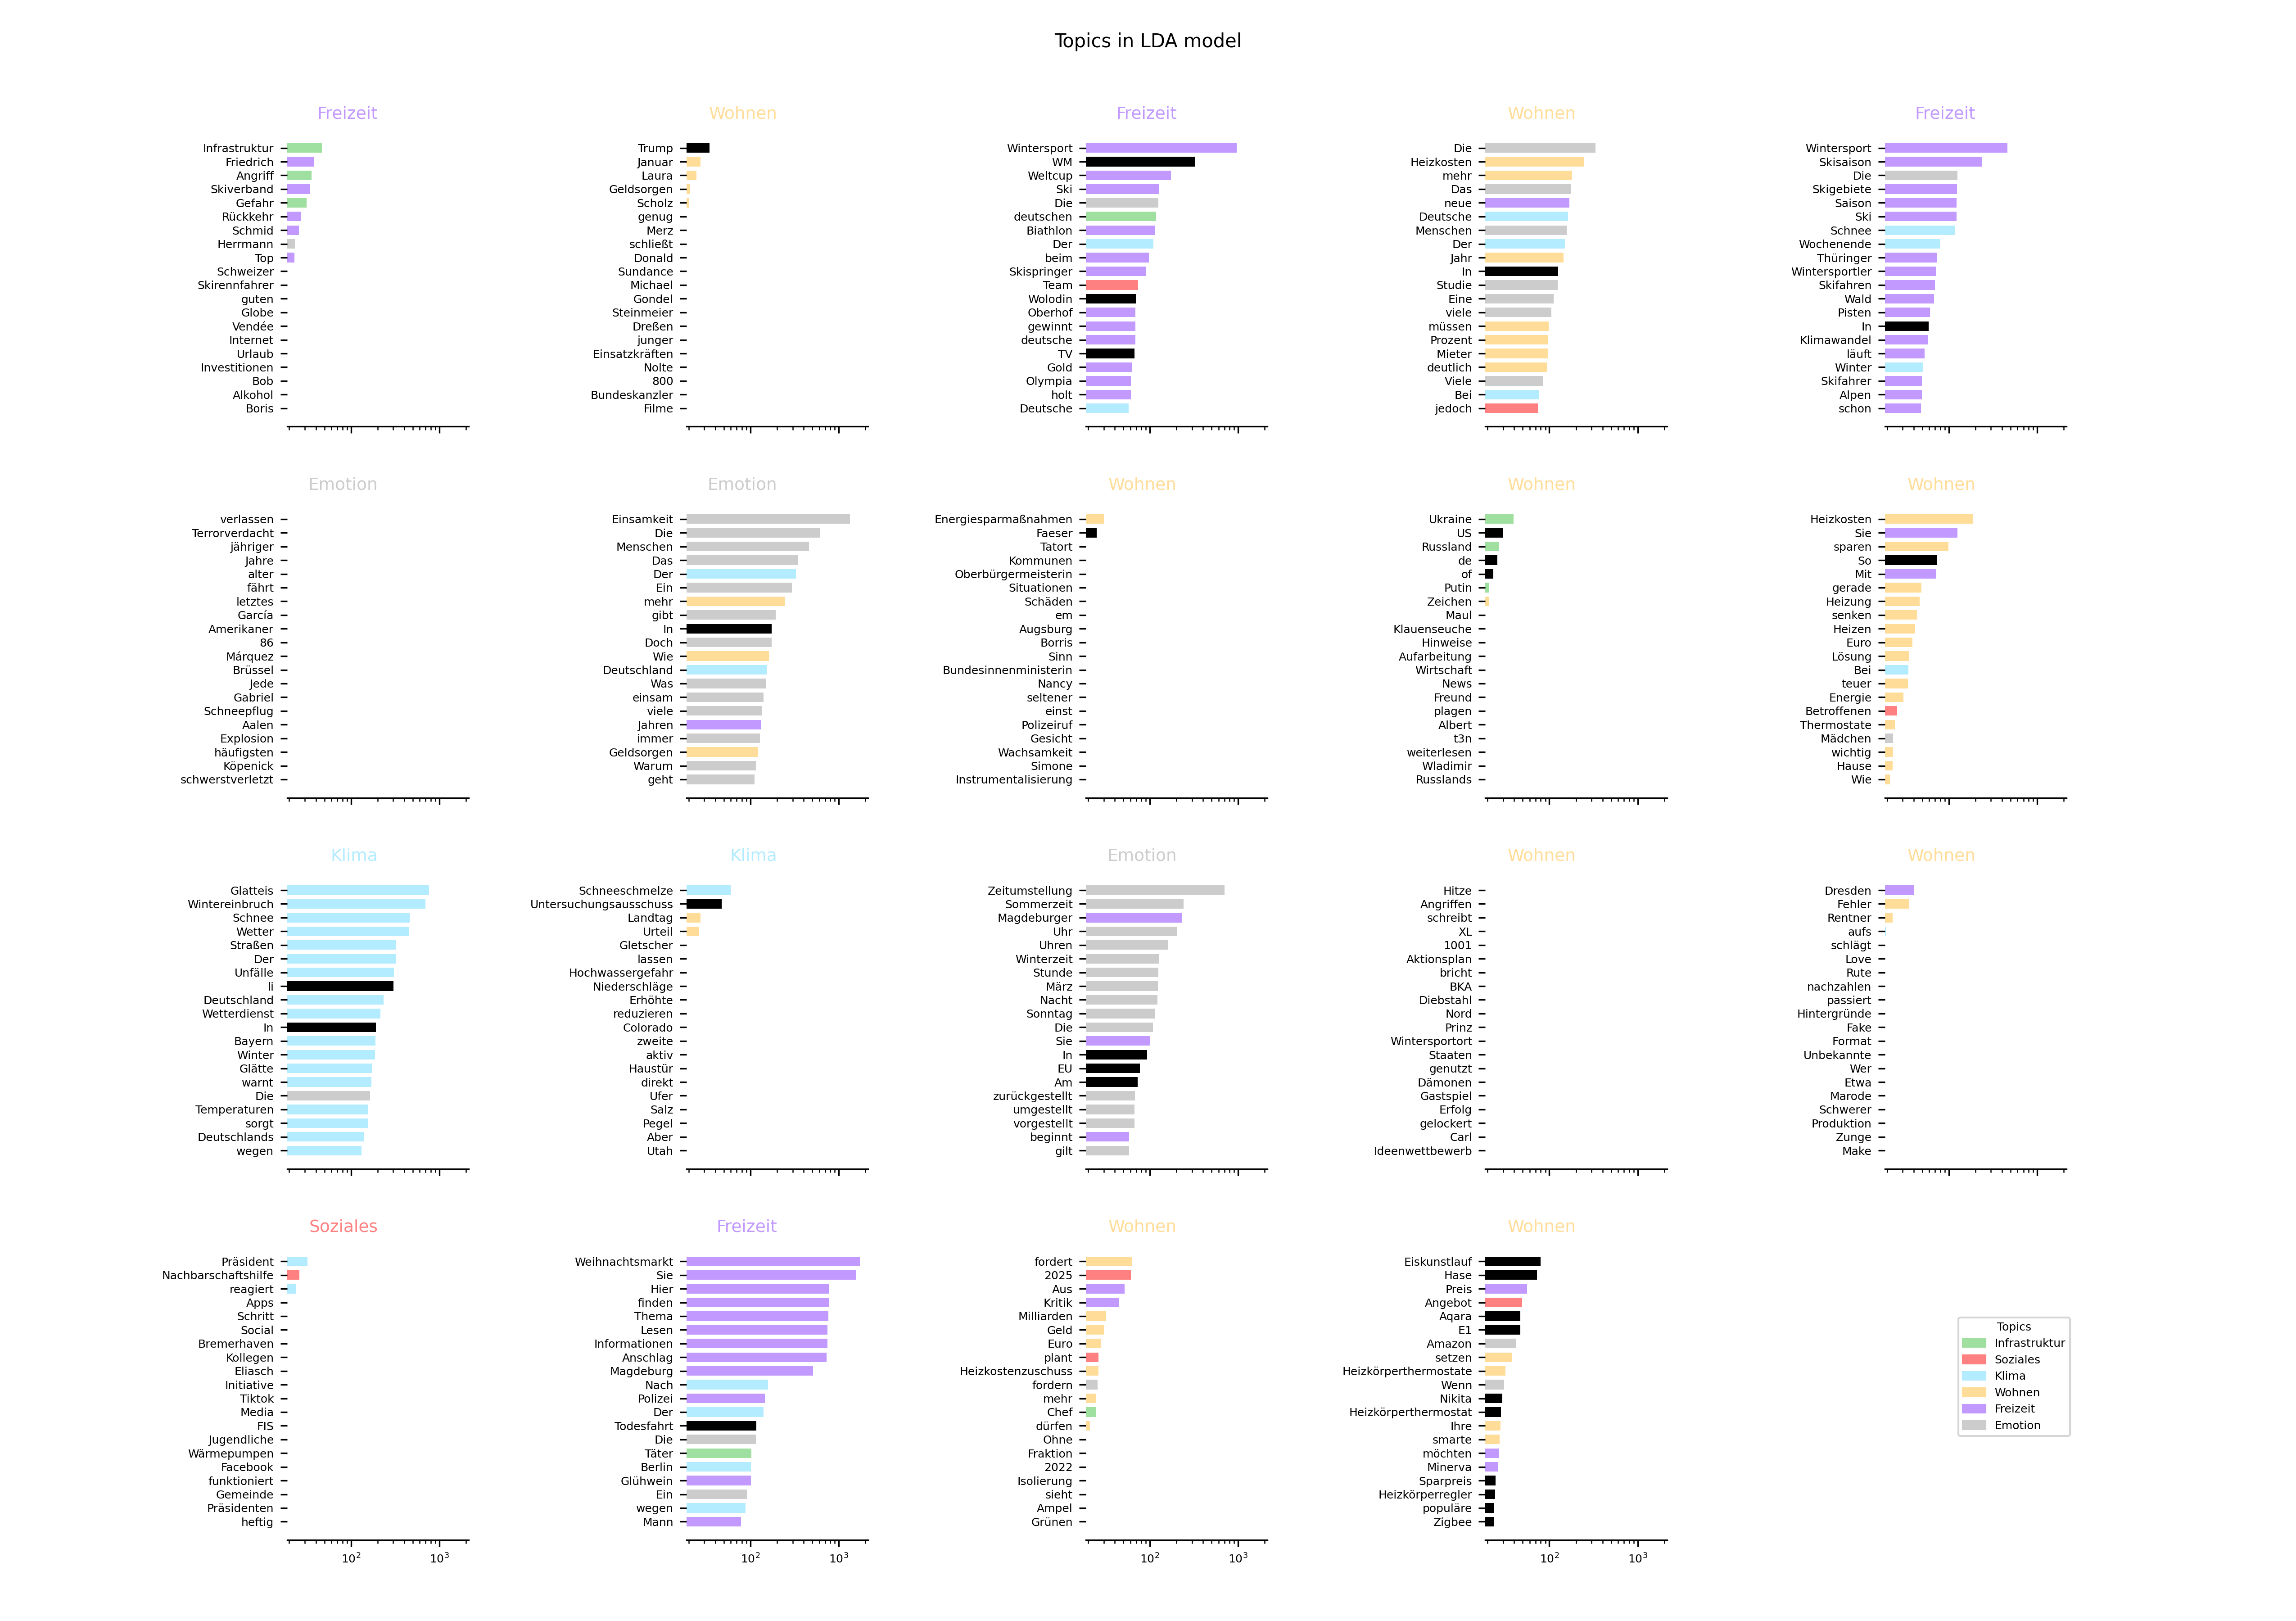 Topics in LDA model
Freizeit
Infrastruktur
Friedrich
Angriff
Skiverband
Gefahr
Rückkehr
Schmid
Herrmann
Top
Schweizer
Skirennfahrer
guten
Globe
Vendée
Internet
Urlaub
Investitionen
Bob
Alkohol
Boris
Wohnen
Trump
Januar
Laura
Geldsorgen
Scholz
genug
Merz
schließt
Donald
Sundance
Michael
Gondel
Steinmeier
Dreßen
junger
Einsatzkräften
Nolte
800
Bundeskanzler
Filme
Freizeit
Wintersport
WM
Weltcup
Ski
Die
deutschen
Biathlon
Der
beim
Skispringer
Team
Wolodin
Oberhof
gewinnt
deutsche
TV
Gold
Olympia
holt
Deutsche
Wohnen
Die
Heizkosten
mehr
Das
neue
Deutsche
Menschen
Der
Jahr
In
Studie
Eine
viele
müssen
Prozent
Mieter
deutlich
Viele
Bei
jedoch
Freizeit
Wintersport
Skisaison
Die
Skigebiete
Saison
Ski
Schnee
Wochenende
Thüringer
Wintersportler
Skifahren
Wald
Pisten
In
Klimawandel
läuft
Winter
Skifahrer
Alpen
schon
Emotion
verlassen
Terrorverdacht
jähriger
Jahre
alter
fährt
letztes
García
Amerikaner
86
Márquez
Brüssel
Jede
Gabriel
Schneepflug
Aalen
Explosion
häufigsten
Köpenick
schwerstverletzt
Emotion
Einsamkeit
Die
Menschen
Das
Der
Ein
mehr
gibt
In
Doch
Wie
Deutschland
Was
einsam
viele
Jahren
immer
Geldsorgen
Warum
geht
Wohnen
Energiesparmaßnahmen
Faeser
Tatort
Kommunen
Oberbürgermeisterin
Situationen
Schäden
em
Augsburg
Borris
Sinn
Bundesinnenministerin
Nancy
seltener
einst
Polizeiruf
Gesicht
Wachsamkeit
Simone
Instrumentalisierung
Wohnen
Ukraine
US
Russland
de
of
Putin
Zeichen
Maul
Klauenseuche
Hinweise
Aufarbeitung
Wirtschaft
News
Freund
plagen
Albert
t3n
weiterlesen
Wladimir
Russlands
Wohnen
Heizkosten
Sie
sparen
So
Mit
gerade
Heizung
senken
Heizen
Euro
Lösung
Bei
teuer
Energie
Betroffenen
Thermostate
Mädchen
wichtig
Hause
Wie
Klima
Glatteis
Wintereinbruch
Schnee
Wetter
Straßen
Der
Unfälle
li
Deutschland
Wetterdienst
In
Bayern
Winter
Glätte
warnt
Die
Temperaturen
sorgt
Deutschlands
wegen
Klima
Schneeschmelze
Untersuchungsausschuss
Landtag
Urteil
Gletscher
lassen
Hochwassergefahr
Niederschläge
Erhöhte
reduzieren
Colorado
zweite
aktiv
Haustür
direkt
Ufer
Salz
Pegel
Aber
Utah
Emotion
Zeitumstellung
Sommerzeit
Magdeburger
Uhr
Uhren
Winterzeit
Stunde
März
Nacht
Sonntag
Die
Sie
In
EU
Am
zurückgestellt
umgestellt
vorgestellt
beginnt
gilt
Wohnen
Hitze
Angriffen
schreibt
XL
1001
Aktionsplan
bricht
BKA
Diebstahl
Nord
Prinz
Wintersportort
Staaten
genutzt
Dämonen
Gastspiel
Erfolg
gelockert
Carl
Ideenwettbewerb
Wohnen
Dresden
Fehler
Rentner
aufs
schlägt
Love
Rute
nachzahlen
passiert
Hintergründe
Fake
Format
Unbekannte
Wer
Etwa
Marode
Schwerer
Produktion
Zunge
Make
Soziales
Präsident
Nachbarschaftshilfe
reagiert
Apps
Schritt
Social
Bremerhaven
Kollegen
Eliasch
Initiative
Tiktok
Media
FIS
Jugendliche
Wärmepumpen
Facebook
funktioniert
Gemeinde
Präsidenten
heftig
10² 10³
Freizeit
Weihnachtsmarkt
Sie
Hier
finden
Thema
Lesen
Informationen
Anschlag
Magdeburg
Nach
Polizei
Der
Todesfahrt
Die
Täter
Berlin
Glühwein
Ein
wegen
Mann
10² 10³
Wohnen
fordert
2025
Aus
Kritik
Milliarden
Geld
Euro
plant
Heizkostenzuschuss
fordern
mehr
Chef
dürfen
Ohne
Fraktion
2022
Isolierung
sieht
Ampel
Grünen
10² 10³
Wohnen
Eiskunstlauf
Hase
Preis
Angebot
Aqara
E1
Amazon
setzen
Heizkörperthermostate
Wenn
Nikita
Heizkörperthermostat
Ihre
smarte
möchten
Minerva
Sparpreis
Heizkörperregler
populäre
Zigbee
10² 10³
Topics
Infrastruktur
Soziales
Klima
Wohnen
Freizeit
Emotion